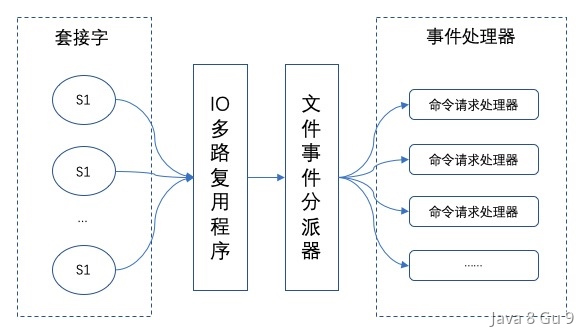 套接字
S1
S1
...
S1
IO多路复用程序
文件事件分派器
事件处理器
命令请求处理器
命令请求处理器
命令请求处理器
......
Java 8 Gu 9